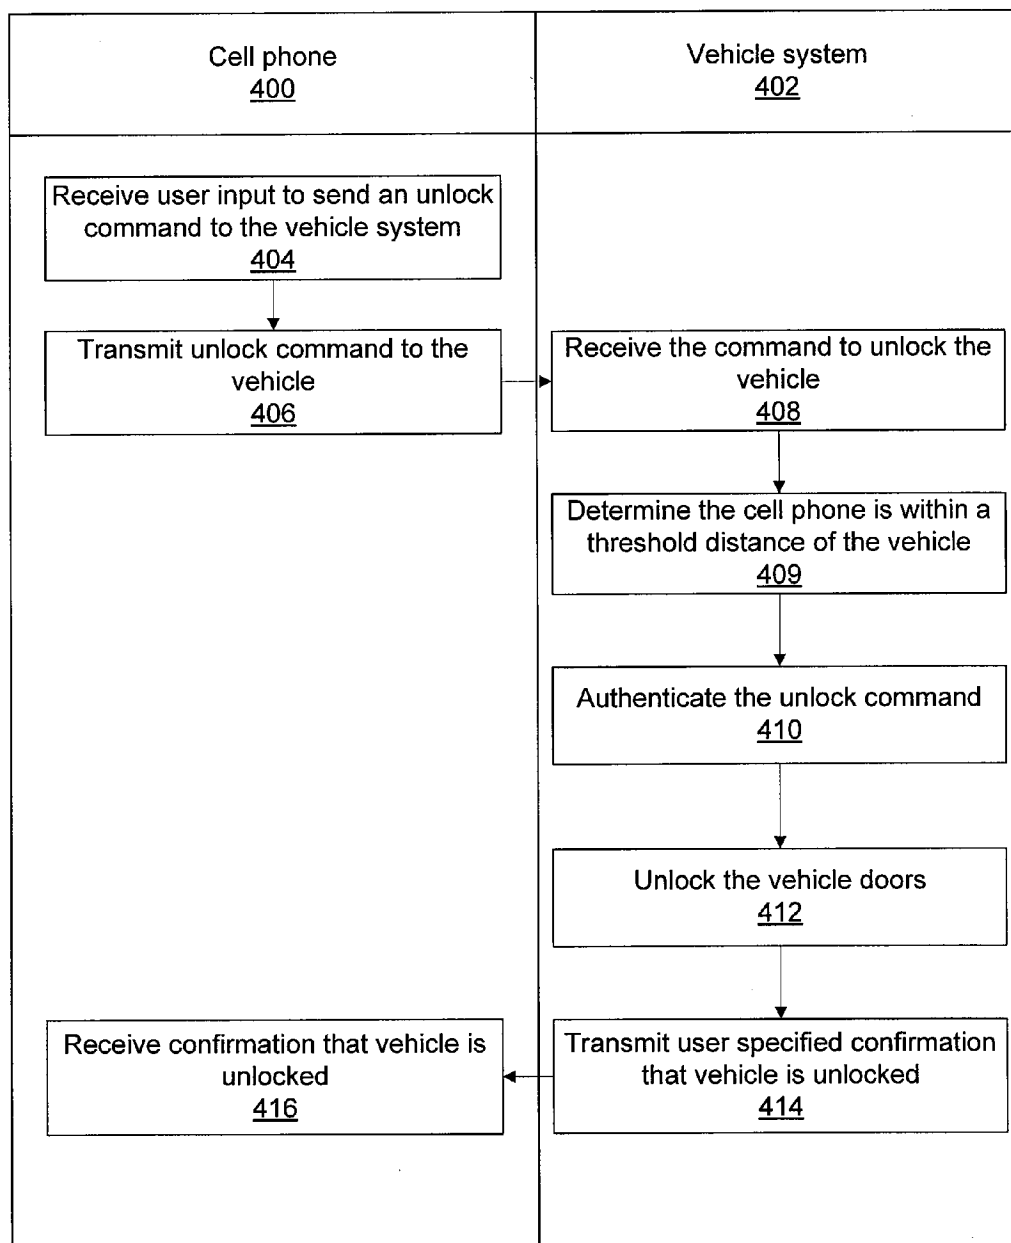 Cell phone
400
Vehicle system
402
Receive user input to send an unlock
command to the vehicle system
404
Transmit unlock command to the
vehicle
406
Receive the command to unlock the
vehicle
408
Determine the cell phone is within a
threshold distance of the vehicle
409
Authenticate the unlock command
410
Unlock the vehicle doors
412
Transmit user specified confirmation
that vehicle is unlocked
414
Receive confirmation that vehicle is
unlocked
416